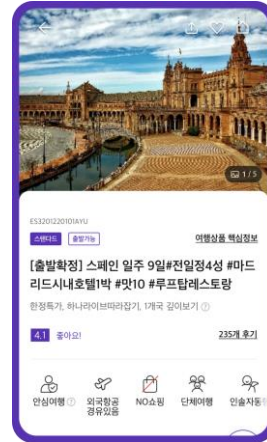 1 / 5
ES3201220101AYU
스탠다드 출발가능 여행상품 핵심정보
[출발확정] 스페인 일주 9일#전일정4성 #마드
리드시내호텔1박 #맛10 #루프탑레스토랑
한정특가, 하나라이브따라잡기, 1개국 깊이보기 ?
4.1 좋아요! 235개 후기
안심여행 ? 외국항공 NO쇼핑 단체여행 인솔자동
경유있음